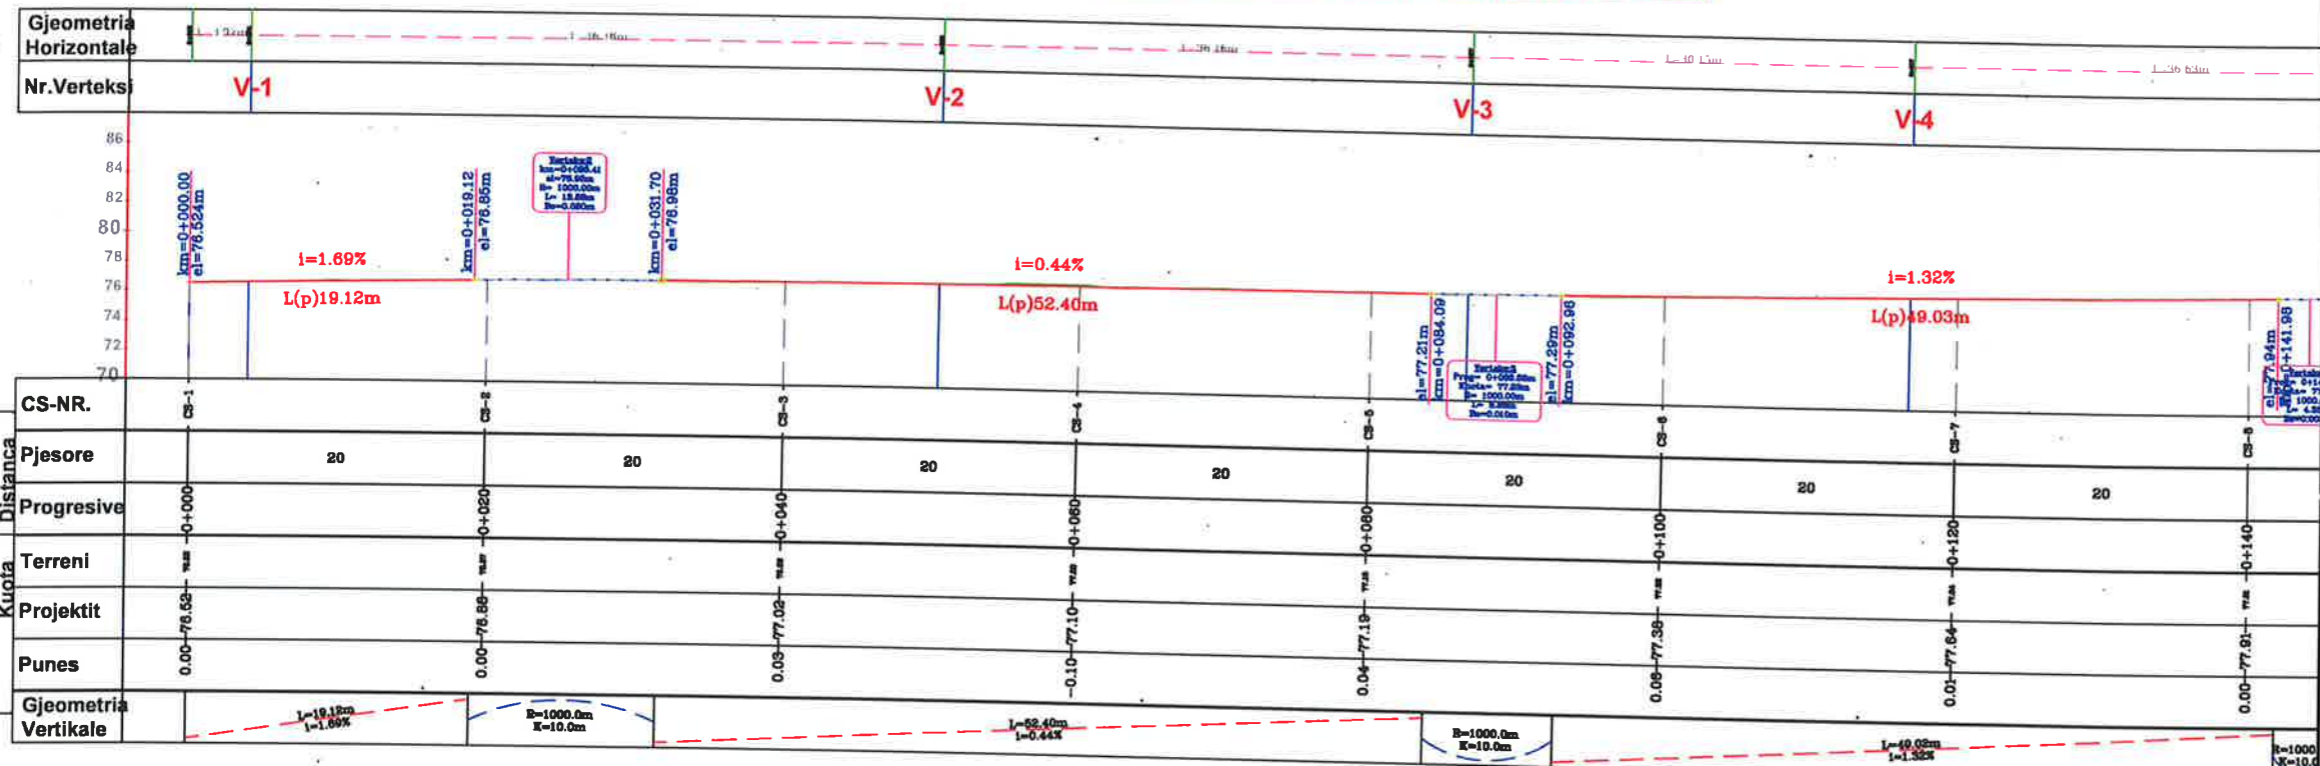 Gjeometria
Horizontale
Nr.Verteksi
V-1
V-2
V-3
V-4
86
84
82
80
78
76
74
72
70
km=0+000.00
el=76.524m
i=1.69%
L(p)19.12m
km=0+019.12
el=76.85m
km=0+031.70
el=76.98m
i=0.44%
L(p)52.40m
el=77.21m
km=0+084.09
el=77.29m
km=0+092.96
i=1.32%
L(p)49.03m
el=77.94m
km=0+141.98
CS-NR.
CS-1
CS-2
CS-3
CS-4
CS-5
CS-6
CS-7
CS-8
Distanca
Pjesore
20
20
20
20
20
20
20
Progresive
0+000
0+020
0+040
0+060
0+080
0+100
0+120
0+140
Kuota
Terreni
Projektit
76.52
76.86
77.02
77.10
77.19
77.38
77.64
77.91
Punes
0.00
0.00
0.03
-0.10
0.04
0.08
0.01
0.00
Gjeometria
Vertikale
L=19.12m
i=1.69%
R=1000.0m
K=10.0m
L=52.40m
i=0.44%
R=1000.0m
K=10.0m
L=49.02m
i=1.32%
R=1000
K=10.0